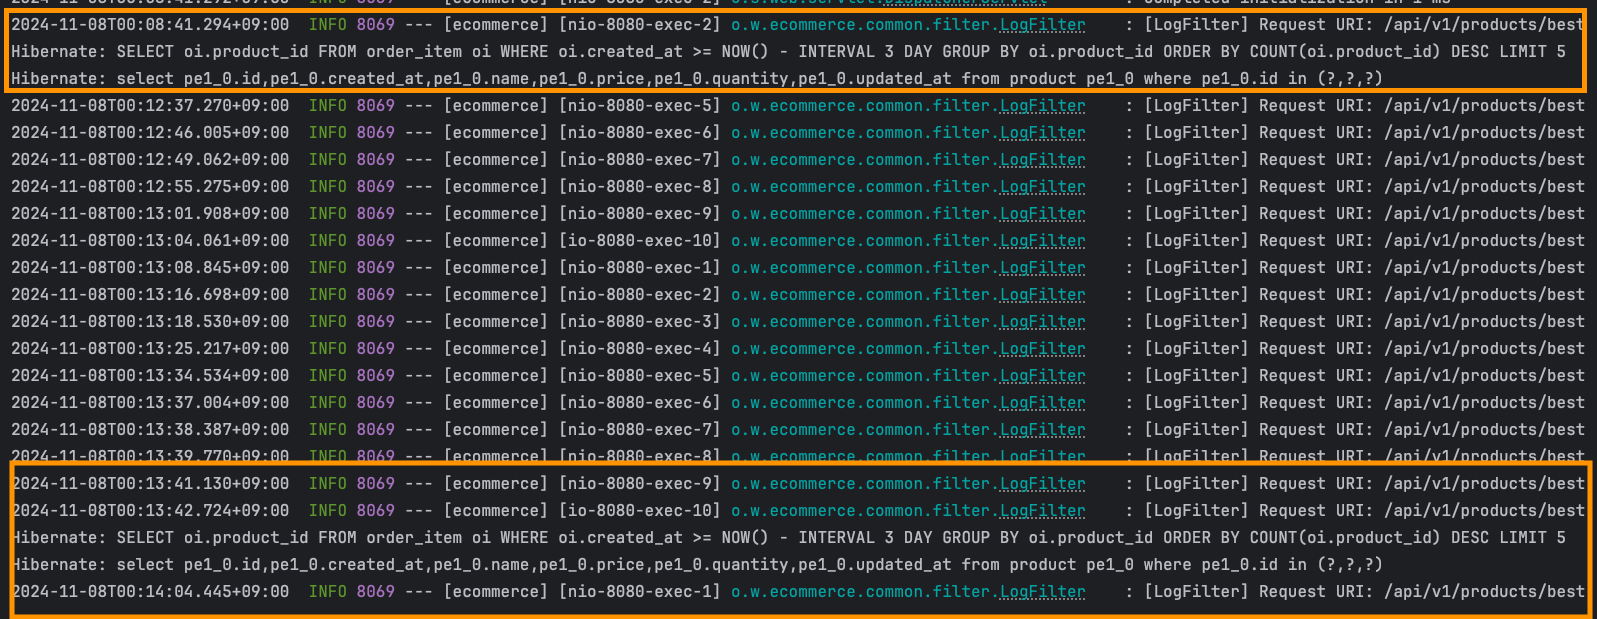 2024-11-08T00:08:41.294+09:00  INFO 8069 --- [ecommerce] [nio-8080-exec-2] o.w.ecommerce.common.filter.LogFilter    : [LogFilter] Request URI: /api/v1/products/best
Hibernate: SELECT oi.product_id FROM order_item oi WHERE oi.created_at >= NOW() - INTERVAL 3 DAY GROUP BY oi.product_id ORDER BY COUNT(oi.product_id) DESC LIMIT 5
Hibernate: select pe1_0.id,pe1_0.created_at,pe1_0.name,pe1_0.price,pe1_0.quantity,pe1_0.updated_at from product pe1_0 where pe1_0.id in (?,?,?)
2024-11-08T00:12:37.270+09:00  INFO 8069 --- [ecommerce] [nio-8080-exec-5] o.w.ecommerce.common.filter.LogFilter    : [LogFilter] Request URI: /api/v1/products/best
2024-11-08T00:12:46.005+09:00  INFO 8069 --- [ecommerce] [nio-8080-exec-6] o.w.ecommerce.common.filter.LogFilter    : [LogFilter] Request URI: /api/v1/products/best
2024-11-08T00:12:49.062+09:00  INFO 8069 --- [ecommerce] [nio-8080-exec-7] o.w.ecommerce.common.filter.LogFilter    : [LogFilter] Request URI: /api/v1/products/best
2024-11-08T00:12:55.275+09:00  INFO 8069 --- [ecommerce] [nio-8080-exec-8] o.w.ecommerce.common.filter.LogFilter    : [LogFilter] Request URI: /api/v1/products/best
2024-11-08T00:13:01.908+09:00  INFO 8069 --- [ecommerce] [nio-8080-exec-9] o.w.ecommerce.common.filter.LogFilter    : [LogFilter] Request URI: /api/v1/products/best
2024-11-08T00:13:04.061+09:00  INFO 8069 --- [ecommerce] [io-8080-exec-10] o.w.ecommerce.common.filter.LogFilter    : [LogFilter] Request URI: /api/v1/products/best
2024-11-08T00:13:08.845+09:00  INFO 8069 --- [ecommerce] [nio-8080-exec-1] o.w.ecommerce.common.filter.LogFilter    : [LogFilter] Request URI: /api/v1/products/best
2024-11-08T00:13:16.698+09:00  INFO 8069 --- [ecommerce] [nio-8080-exec-2] o.w.ecommerce.common.filter.LogFilter    : [LogFilter] Request URI: /api/v1/products/best
2024-11-08T00:13:18.530+09:00  INFO 8069 --- [ecommerce] [nio-8080-exec-3] o.w.ecommerce.common.filter.LogFilter    : [LogFilter] Request URI: /api/v1/products/best
2024-11-08T00:13:25.217+09:00  INFO 8069 --- [ecommerce] [nio-8080-exec-4] o.w.ecommerce.common.filter.LogFilter    : [LogFilter] Request URI: /api/v1/products/best
2024-11-08T00:13:34.534+09:00  INFO 8069 --- [ecommerce] [nio-8080-exec-5] o.w.ecommerce.common.filter.LogFilter    : [LogFilter] Request URI: /api/v1/products/best
2024-11-08T00:13:37.004+09:00  INFO 8069 --- [ecommerce] [nio-8080-exec-6] o.w.ecommerce.common.filter.LogFilter    : [LogFilter] Request URI: /api/v1/products/best
2024-11-08T00:13:38.387+09:00  INFO 8069 --- [ecommerce] [nio-8080-exec-7] o.w.ecommerce.common.filter.LogFilter    : [LogFilter] Request URI: /api/v1/products/best
2024-11-08T00:13:39.770+09:00  INFO 8069 --- [ecommerce] [nio-8080-exec-8] o.w.ecommerce.common.filter.LogFilter    : [LogFilter] Request URI: /api/v1/products/best
2024-11-08T00:13:41.130+09:00  INFO 8069 --- [ecommerce] [nio-8080-exec-9] o.w.ecommerce.common.filter.LogFilter    : [LogFilter] Request URI: /api/v1/products/best
2024-11-08T00:13:42.724+09:00  INFO 8069 --- [ecommerce] [io-8080-exec-10] o.w.ecommerce.common.filter.LogFilter    : [LogFilter] Request URI: /api/v1/products/best
Hibernate: SELECT oi.product_id FROM order_item oi WHERE oi.created_at >= NOW() - INTERVAL 3 DAY GROUP BY oi.product_id ORDER BY COUNT(oi.product_id) DESC LIMIT 5
Hibernate: select pe1_0.id,pe1_0.created_at,pe1_0.name,pe1_0.price,pe1_0.quantity,pe1_0.updated_at from product pe1_0 where pe1_0.id in (?,?,?)
2024-11-08T00:14:04.445+09:00  INFO 8069 --- [ecommerce] [nio-8080-exec-1] o.w.ecommerce.common.filter.LogFilter    : [LogFilter] Request URI: /api/v1/products/best